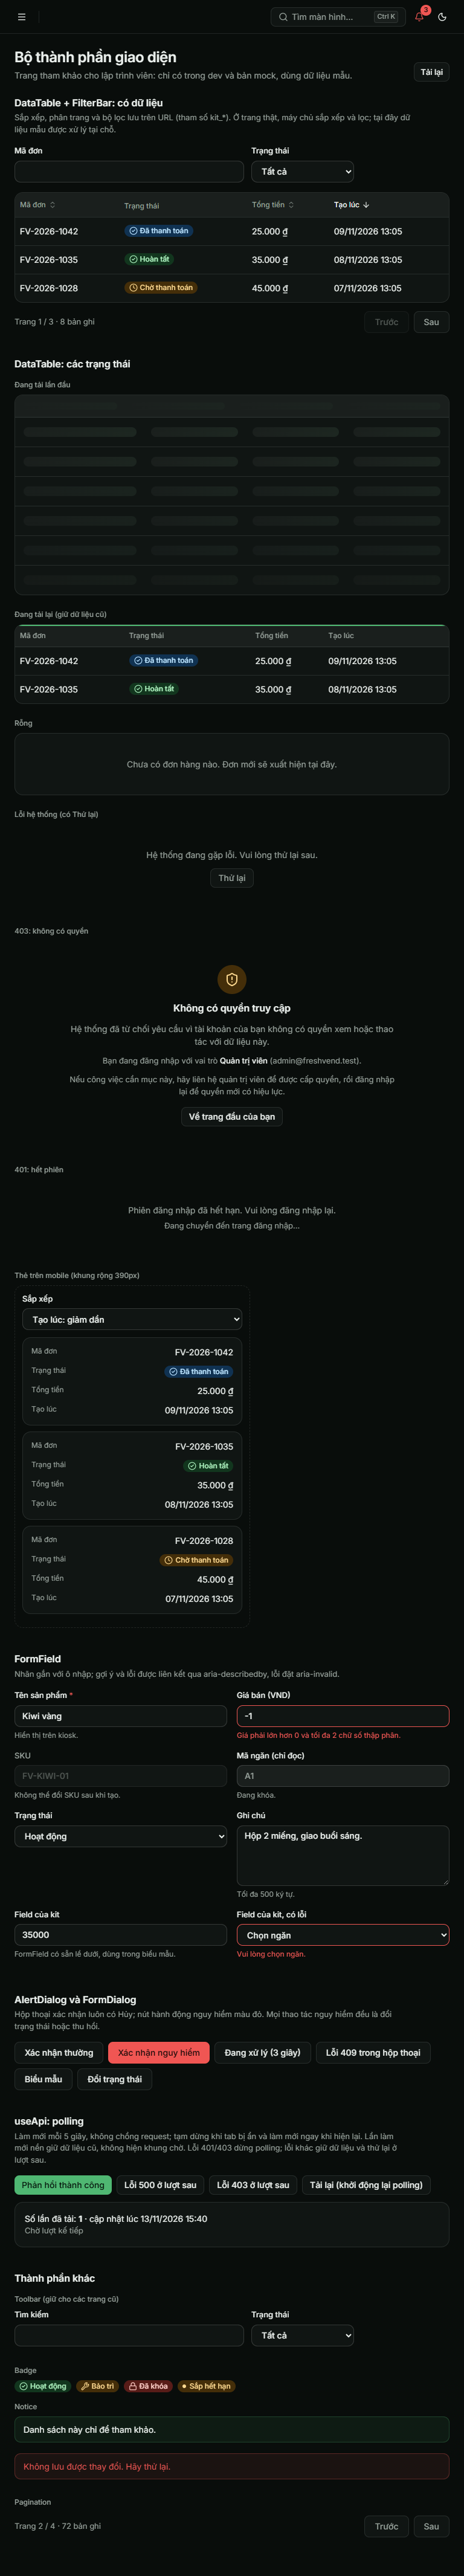 Tìm màn hình... Ctrl K 3
Bộ thành phần giao diện
Trang tham khảo cho lập trình viên: chỉ có trong dev và bản mock, dùng dữ liệu mẫu.
Tải lại
DataTable + FilterBar: có dữ liệu
Sắp xếp, phân trang và bộ lọc lưu trên URL (tham số kit_*). Ở trang thật, máy chủ sắp xếp và lọc; tại đây dữ
liệu mẫu được xử lý tại chỗ.
Mã đơn Trạng thái
Tất cả
Mã đơn Trạng thái Tổng tiền Tạo lúc
FV-2026-1042 Đã thanh toán 25.000 ₫ 09/11/2026 13:05
FV-2026-1035 Hoàn tất 35.000 ₫ 08/11/2026 13:05
FV-2026-1028 Chờ thanh toán 45.000 ₫ 07/11/2026 13:05
Trang 1 / 3 · 8 bản ghi Trước Sau
DataTable: các trạng thái
Đang tải lần đầu
Đang tải lại (giữ dữ liệu cũ)
Mã đơn Trạng thái Tổng tiền Tạo lúc
FV-2026-1042 Đã thanh toán 25.000 ₫ 09/11/2026 13:05
FV-2026-1035 Hoàn tất 35.000 ₫ 08/11/2026 13:05
Rỗng
Chưa có đơn hàng nào. Đơn mới sẽ xuất hiện tại đây.
Lỗi hệ thống (có Thử lại)
Hệ thống đang gặp lỗi. Vui lòng thử lại sau.
Thử lại
403: không có quyền
Không có quyền truy cập
Hệ thống đã từ chối yêu cầu vì tài khoản của bạn không có quyền xem hoặc thao
tác với dữ liệu này.
Bạn đang đăng nhập với vai trò Quản trị viên (admin@freshvend.test).
Nếu công việc cần mục này, hãy liên hệ quản trị viên để được cấp quyền, rồi đăng nhập
lại để quyền mới có hiệu lực.
Về trang đầu của bạn
401: hết phiên
Phiên đăng nhập đã hết hạn. Vui lòng đăng nhập lại.
Đang chuyển đến trang đăng nhập...
Thẻ trên mobile (khung rộng 390px)
Sắp xếp
Tạo lúc: giảm dần
Mã đơn FV-2026-1042
Trạng thái Đã thanh toán
Tổng tiền 25.000 ₫
Tạo lúc 09/11/2026 13:05
Mã đơn FV-2026-1035
Trạng thái Hoàn tất
Tổng tiền 35.000 ₫
Tạo lúc 08/11/2026 13:05
Mã đơn FV-2026-1028
Trạng thái Chờ thanh toán
Tổng tiền 45.000 ₫
Tạo lúc 07/11/2026 13:05
FormField
Nhãn gắn với ô nhập; gợi ý và lỗi được liên kết qua aria-describedby, lỗi đặt aria-invalid.
Tên sản phẩm * Giá bán (VND)
Kiwi vàng -1
Hiển thị trên kiosk. Giá phải lớn hơn 0 và tối đa 2 chữ số thập phân.
SKU Mã ngăn (chỉ đọc)
FV-KIWI-01 A1
Không thể đổi SKU sau khi tạo. Đang khóa.
Trạng thái Ghi chú
Hoạt động Hộp 2 miếng, giao buổi sáng.
Tối đa 500 ký tự.
Field của kit Field của kit, có lỗi
35000 Chọn ngăn
FormField có sẵn lề dưới, dùng trong biểu mẫu. Vui lòng chọn ngăn.
AlertDialog và FormDialog
Hộp thoại xác nhận luôn có Hủy; nút hành động nguy hiểm màu đỏ. Mọi thao tác nguy hiểm đều là đổi
trạng thái hoặc thu hồi.
Xác nhận thường Xác nhận nguy hiểm Đang xử lý (3 giây) Lỗi 409 trong hộp thoại
Biểu mẫu Đổi trạng thái
useApi: polling
Làm mới mỗi 5 giây, không chồng request; tạm dừng khi tab bị ẩn và làm mới ngay khi hiện lại. Lần làm
mới nền giữ dữ liệu cũ, không hiện khung chờ. Lỗi 401/403 dừng polling; lỗi khác giữ dữ liệu và thử lại ở
lượt sau.
Phản hồi thành công Lỗi 500 ở lượt sau Lỗi 403 ở lượt sau Tải lại (khởi động lại polling)
Số lần đã tải: 1 · cập nhật lúc 13/11/2026 15:40
Chờ lượt kế tiếp
Thành phần khác
Toolbar (giữ cho các trang cũ)
Tìm kiếm Trạng thái
Tất cả
Badge
Hoạt động Bảo trì Đã khóa Sắp hết hạn
Notice
Danh sách này chỉ để tham khảo.
Không lưu được thay đổi. Hãy thử lại.
Pagination
Trang 2 / 4 · 72 bản ghi Trước Sau